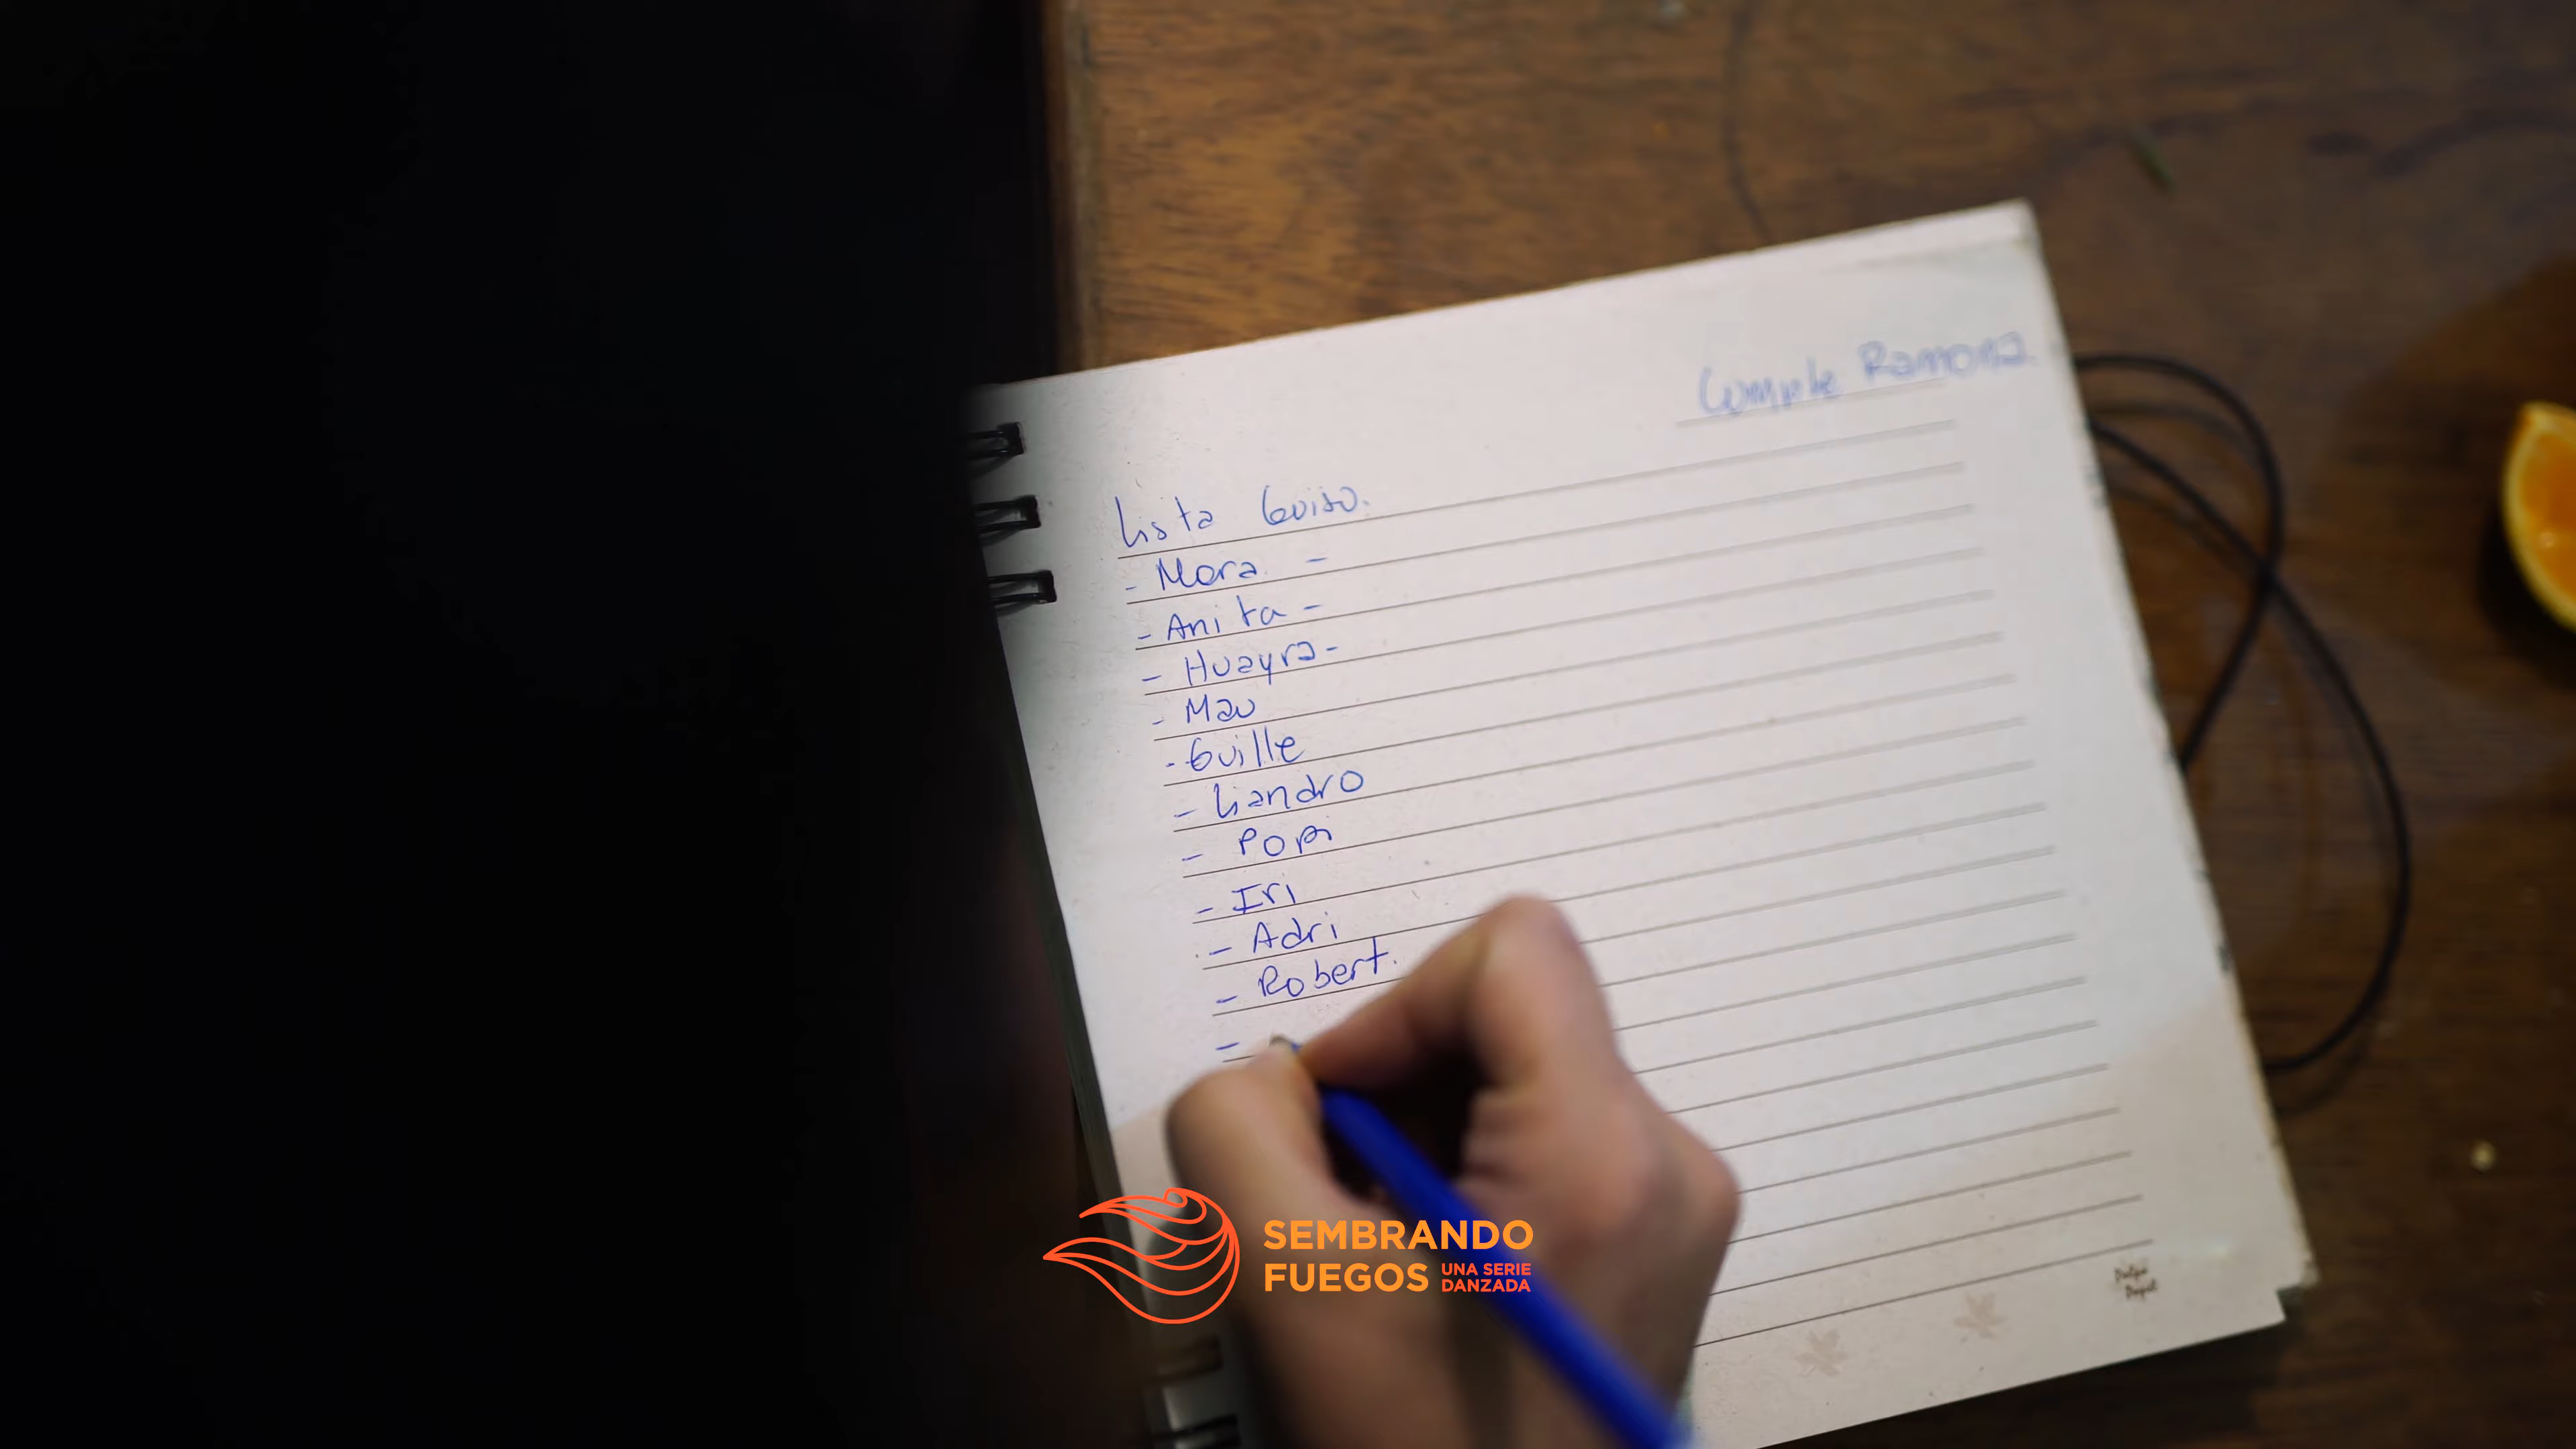 Cumple Ramona.
Lista Guiso.
- Mora. -
- Anita -
- Huayra -
- Mau
- Guille
- Liandro
- Popi
- Iri
- Adri
- Robert.
-
SEMBRANDO
FUEGOS UNA SERIE
DANZADA